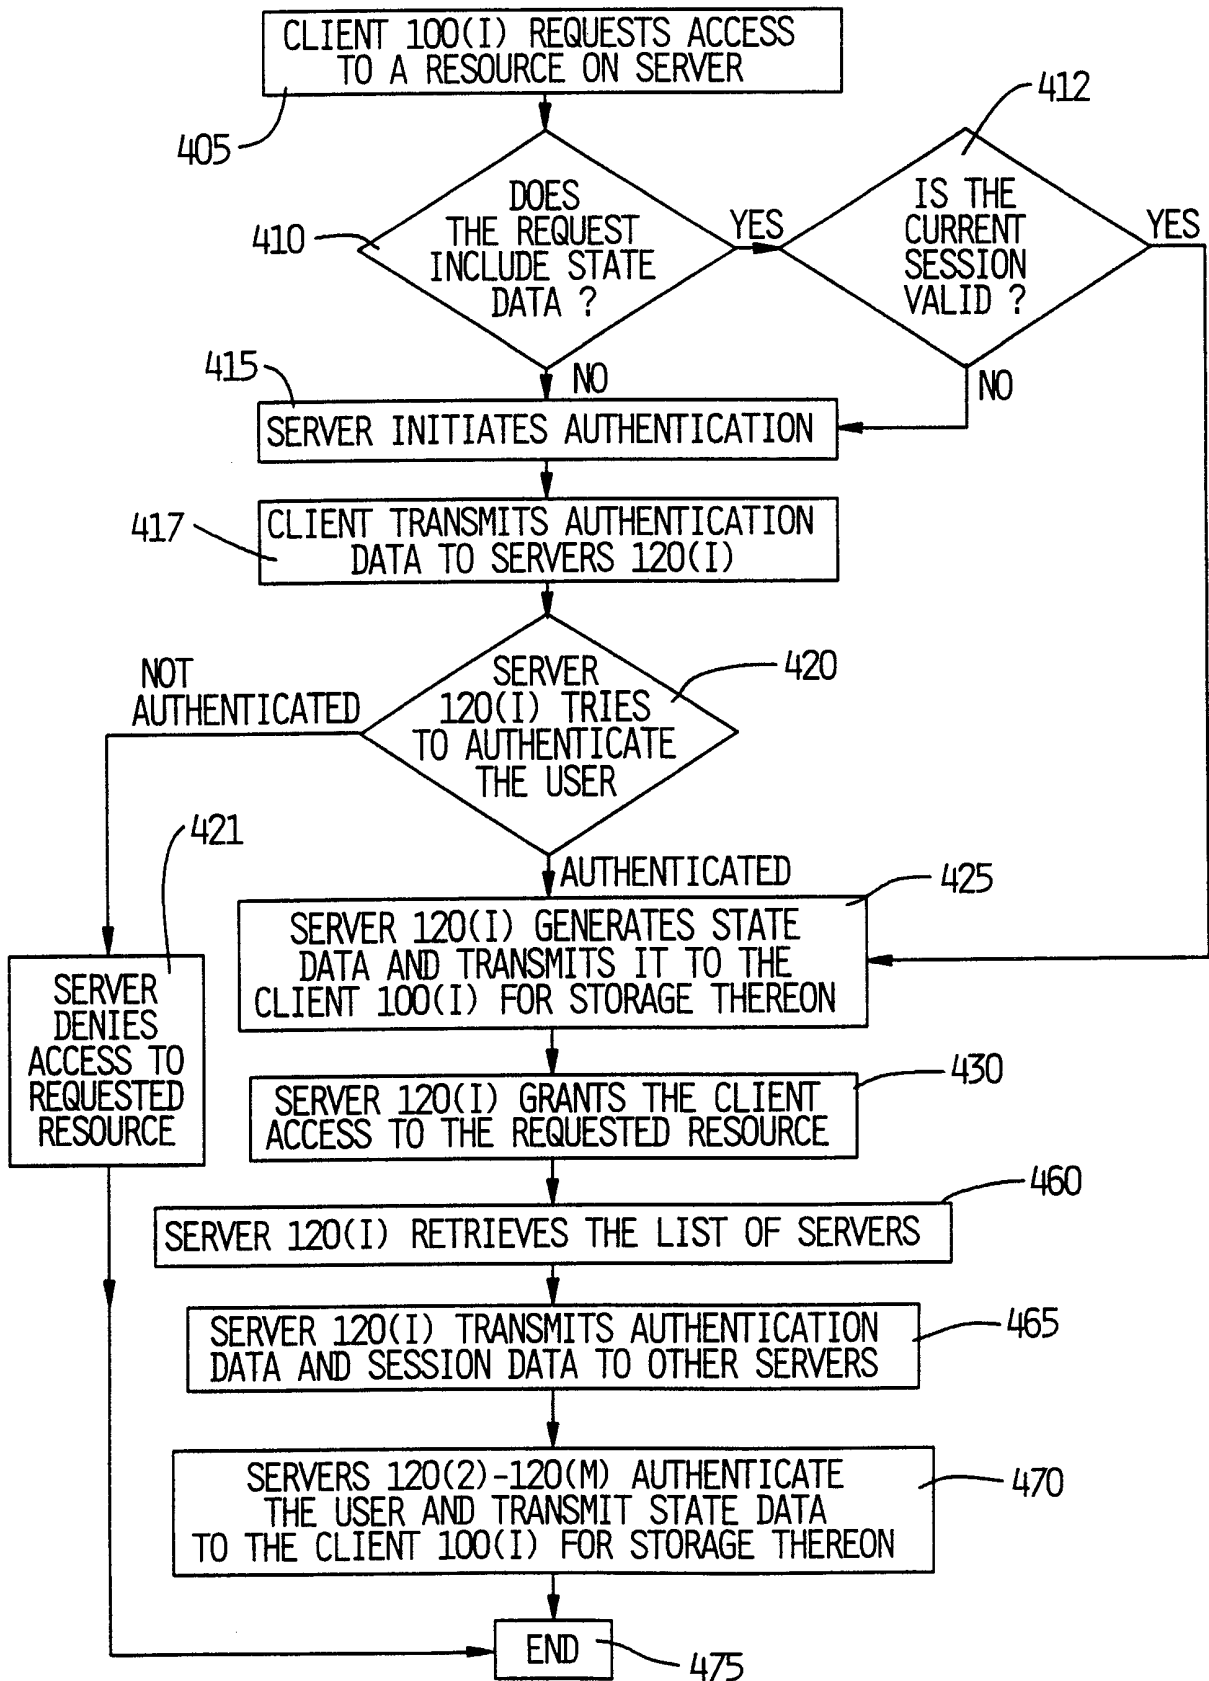 CLIENT 100(I) REQUESTS ACCESS
TO A RESOURCE ON SERVER
405
412
DOES
THE REQUEST
INCLUDE STATE
DATA ?
410
YES
IS THE
CURRENT
SESSION
VALID ?
YES
NO
NO
415
SERVER INITIATES AUTHENTICATION
417
CLIENT TRANSMITS AUTHENTICATION
DATA TO SERVERS 120(I)
NOT
AUTHENTICATED
SERVER
120(I) TRIES
TO AUTHENTICATE
THE USER
420
421
AUTHENTICATED
425
SERVER 120(I) GENERATES STATE
DATA AND TRANSMITS IT TO THE
CLIENT 100(I) FOR STORAGE THEREON
SERVER
DENIES
ACCESS TO
REQUESTED
RESOURCE
430
SERVER 120(I) GRANTS THE CLIENT
ACCESS TO THE REQUESTED RESOURCE
460
SERVER 120(I) RETRIEVES THE LIST OF SERVERS
SERVER 120(I) TRANSMITS AUTHENTICATION
DATA AND SESSION DATA TO OTHER SERVERS
465
SERVERS 120(2)-120(M) AUTHENTICATE
THE USER AND TRANSMIT STATE DATA
TO THE CLIENT 100(I) FOR STORAGE THEREON
470
END
475